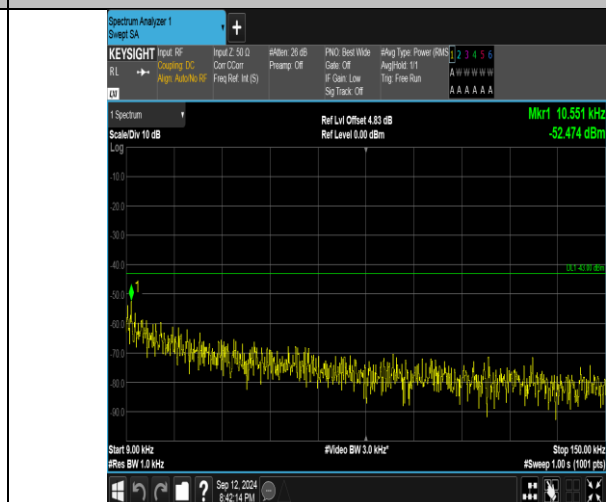 Spectrum Analyzer 1
Swept SA
+
KEYSIGHT Input: RF Input Z: 50 Ω #Atten: 26 dB PNO: Best Wide #Avg Type: Power (RMS 1 2 3 4 5 6
RL Coupling: DC Corr CCorr Preamp: Off Gate: Off Avg|Hold: 1/1 A W W W W W
Align: Auto/No RF Freq Ref: Int (S) IF Gain: Low Trig: Free Run
Sig Track: Off A A A A A A
1 Spectrum Ref Lvl Offset 4.83 dB Mkr1 10.551 kHz
Scale/Div 10 dB Ref Level 0.00 dBm -52.474 dBm
Log
-10.0
-20.0
-30.0
-40.0
DL1 -43.00 dBm
-50.0 1
-60.0
-70.0
-80.0
-90.0
Start 9.00 kHz #Video BW 3.0 kHz* Stop 150.00 kHz
#Res BW 1.0 kHz #Sweep 1.00 s (1001 pts)
? Sep 12, 2024
8:42:14 PM